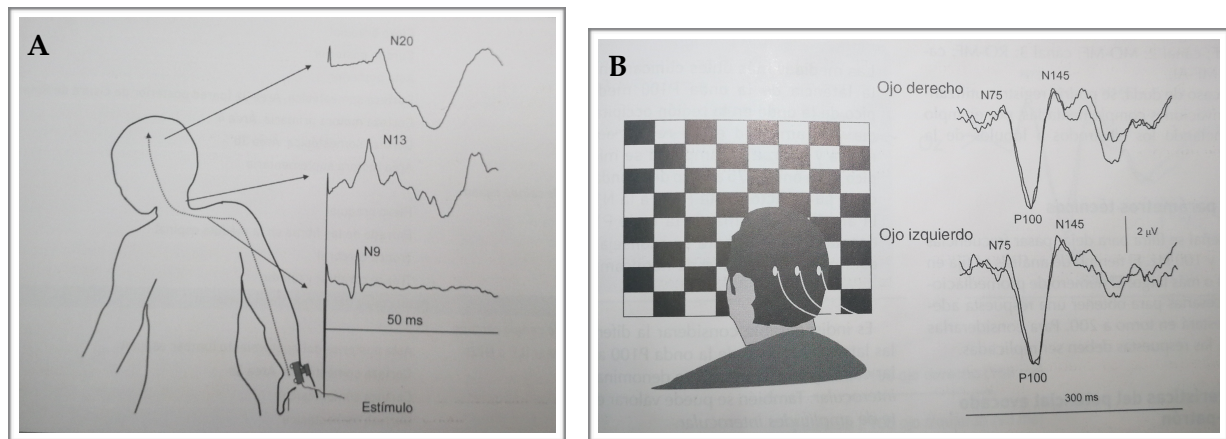 A
N20
N13
N9
50 ms
Estímulo
B
Ojo derecho
N75
N145
P100
Ojo izquierdo
N75
N145
2 μV
P100
300 ms